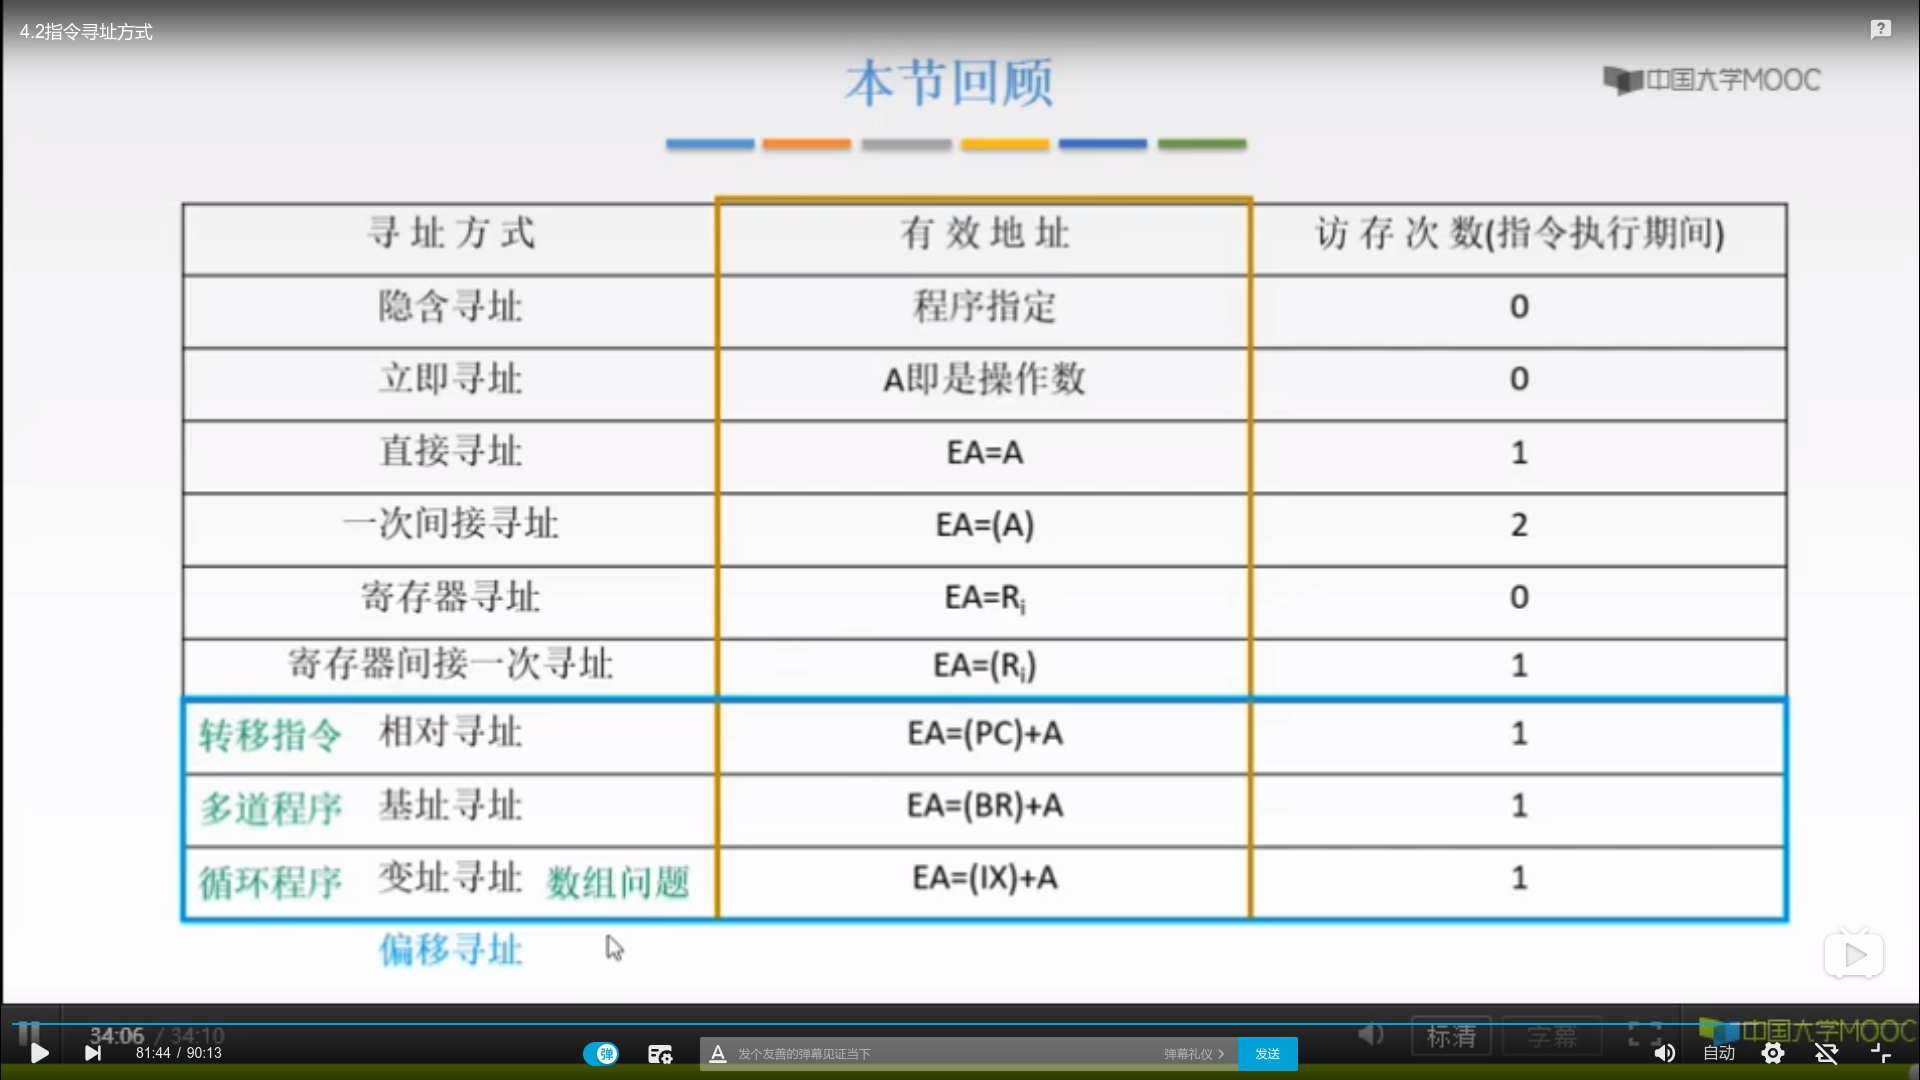 4.2指令寻址方式
本节回顾
中国大学MOOC
寻址方式 有效地址 访存次数(指令执行期间)
隐含寻址 程序指定 0
立即寻址 A即是操作数 0
直接寻址 EA=A 1
一次间接寻址 EA=(A) 2
寄存器寻址 EA=Ri 0
寄存器间接一次寻址 EA=(Ri) 1
转移指令 相对寻址 EA=(PC)+A 1
多道程序 基址寻址 EA=(BR)+A 1
循环程序 变址寻址 数组问题 EA=(IX)+A 1
偏移寻址
34:06 / 34:10 标清 字幕 中国大学MOOC
81:44 / 90:13 弹 A 发个友善的弹幕见证当下 弹幕礼仪 发送 自动